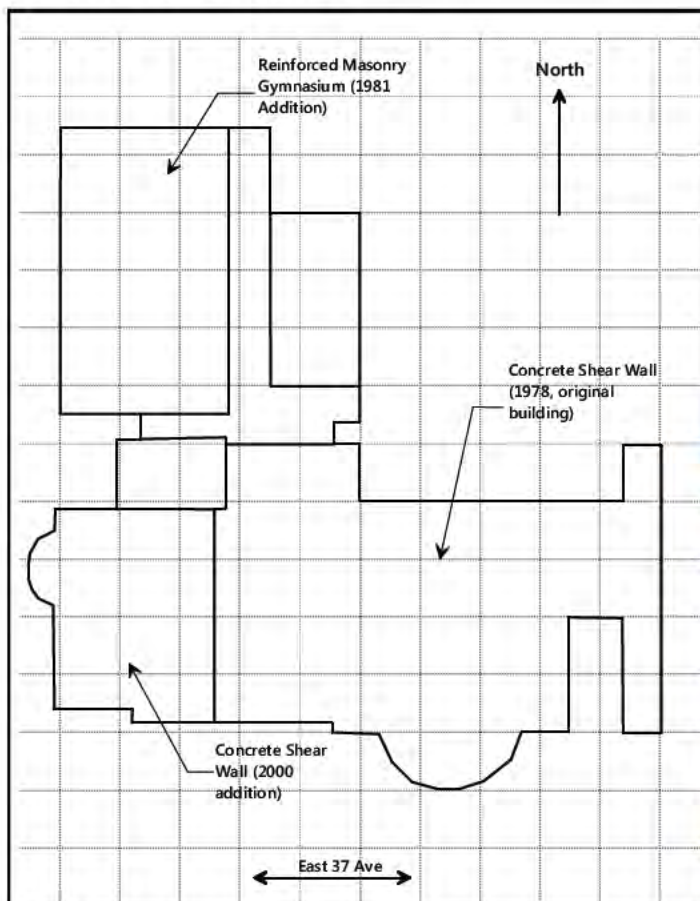 Reinforced Masonry
Gymnasium (1981
Addition)
North
Concrete Shear Wall
(1978, original
building)
Concrete Shear
Wall (2000
addition)
East 37 Ave